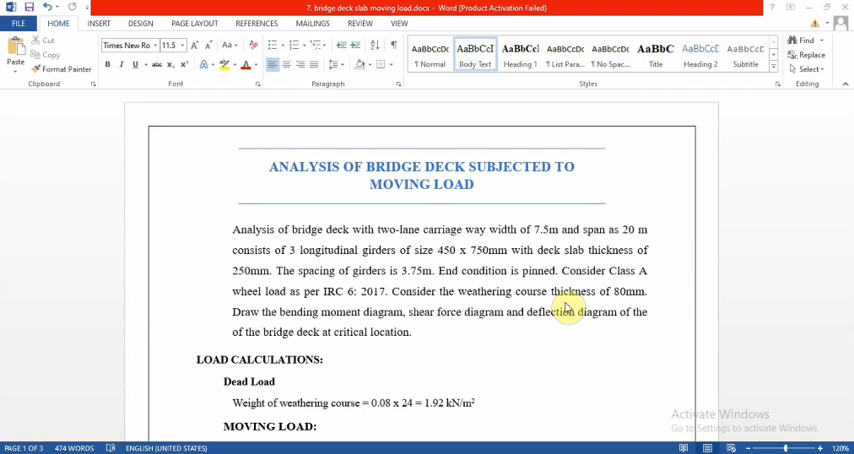 7. bridge deck slab moving load.docx - Word (Product Activation Failed)
FILE HOME INSERT DESIGN PAGE LAYOUT REFERENCES MAILINGS REVIEW VIEW
Paste
Cut
Copy
Format Painter
Times New Ro 11.5
AaBbCcDc AaBbCcI AaBbCcl AaBbCcDc AaBbCcDc AaBbC AaBbCcE AaBbCcD
¶ Normal Body Text Heading 1 ¶ List Para... ¶ No Spac... Title Heading 2 Subtitle
Find
Replace
Select
Clipboard Font Paragraph Styles Editing
ANALYSIS OF BRIDGE DECK SUBJECTED TO
MOVING LOAD
Analysis of bridge deck with two-lane carriage way width of 7.5m and span as 20 m
consists of 3 longitudinal girders of size 450 x 750mm with deck slab thickness of
250mm. The spacing of girders is 3.75m. End condition is pinned. Consider Class A
wheel load as per IRC 6: 2017. Consider the weathering course thickness of 80mm.
Draw the bending moment diagram, shear force diagram and deflection diagram of the
of the bridge deck at critical location.
LOAD CALCULATIONS:
Dead Load
Weight of weathering course = 0.08 x 24 = 1.92 kN/m²
MOVING LOAD:
Activate Windows
Go to Settings to activate Windows.
PAGE 1 OF 3 474 WORDS ENGLISH (UNITED STATES) 120%